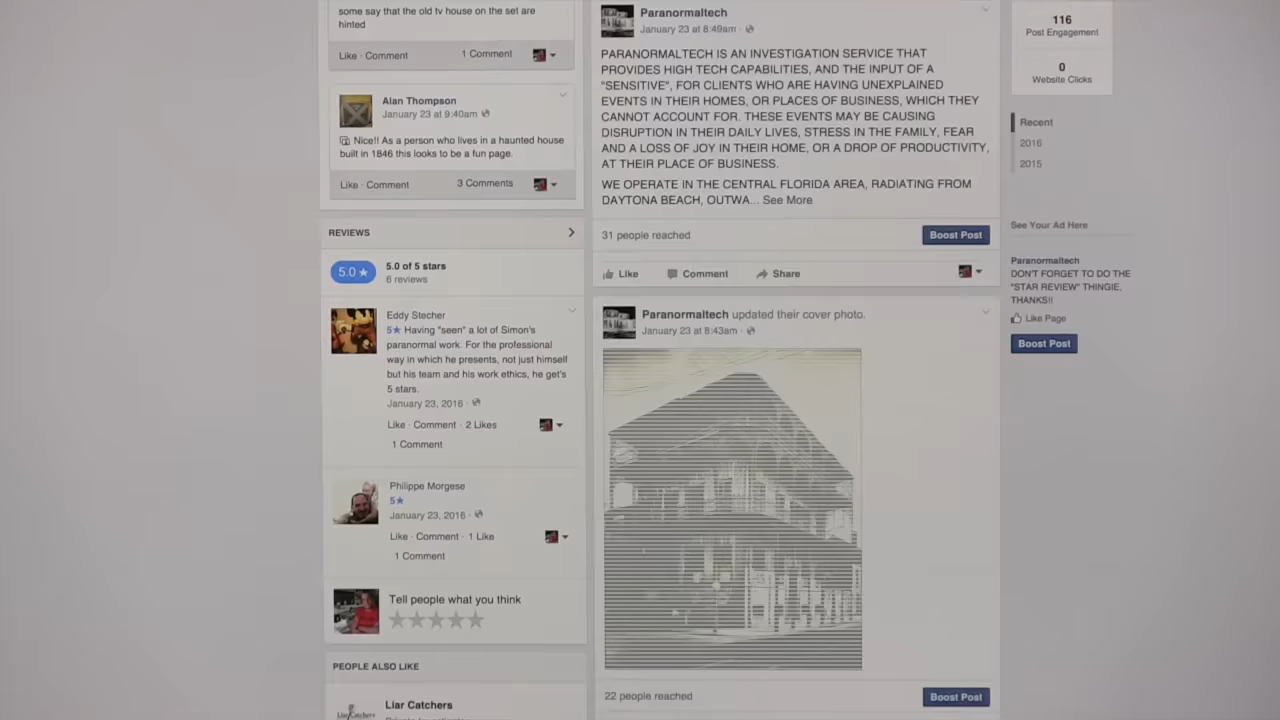 some say that the old tv house on the set are
hinted
Like · Comment
1 Comment
Alan Thompson
January 23 at 9:40am
Nice!! As a person who lives in a haunted house
built in 1846 this looks to be a fun page.
Like · Comment
3 Comments
REVIEWS
5.0★
5.0 of 5 stars
6 reviews
Eddy Stecher
5★ Having "seen" a lot of Simon's
paranormal work. For the professional
way in which he presents, not just himself
but his team and his work ethics, he get's
5 stars.
January 23, 2016 ·
Like · Comment · 2 Likes
1 Comment
Philippe Morgese
5★
January 23, 2016 ·
Like · Comment · 1 Like
1 Comment
Tell people what you think
PEOPLE ALSO LIKE
Liar Catchers
Liar Catchers
Paranormaltech
January 23 at 8:49am ·
PARANORMALTECH IS AN INVESTIGATION SERVICE THAT
PROVIDES HIGH TECH CAPABILITIES, AND THE INPUT OF A
"SENSITIVE", FOR CLIENTS WHO ARE HAVING UNEXPLAINED
EVENTS IN THEIR HOMES, OR PLACES OF BUSINESS, WHICH THEY
CANNOT ACCOUNT FOR. THESE EVENTS MAY BE CAUSING
DISRUPTION IN THEIR DAILY LIVES, STRESS IN THE FAMILY, FEAR
AND A LOSS OF JOY IN THEIR HOME, OR A DROP OF PRODUCTIVITY,
AT THEIR PLACE OF BUSINESS.
WE OPERATE IN THE CENTRAL FLORIDA AREA, RADIATING FROM
DAYTONA BEACH, OUTWA... See More
31 people reached
Boost Post
Like
Comment
Share
Paranormaltech updated their cover photo.
January 23 at 8:43am ·
22 people reached
Boost Post
116
Post Engagement
0
Website Clicks
Recent
2016
2015
See Your Ad Here
Paranormaltech
DON'T FORGET TO DO THE
"STAR REVIEW" THINGIE,
THANKS!!
Like Page
Boost Post